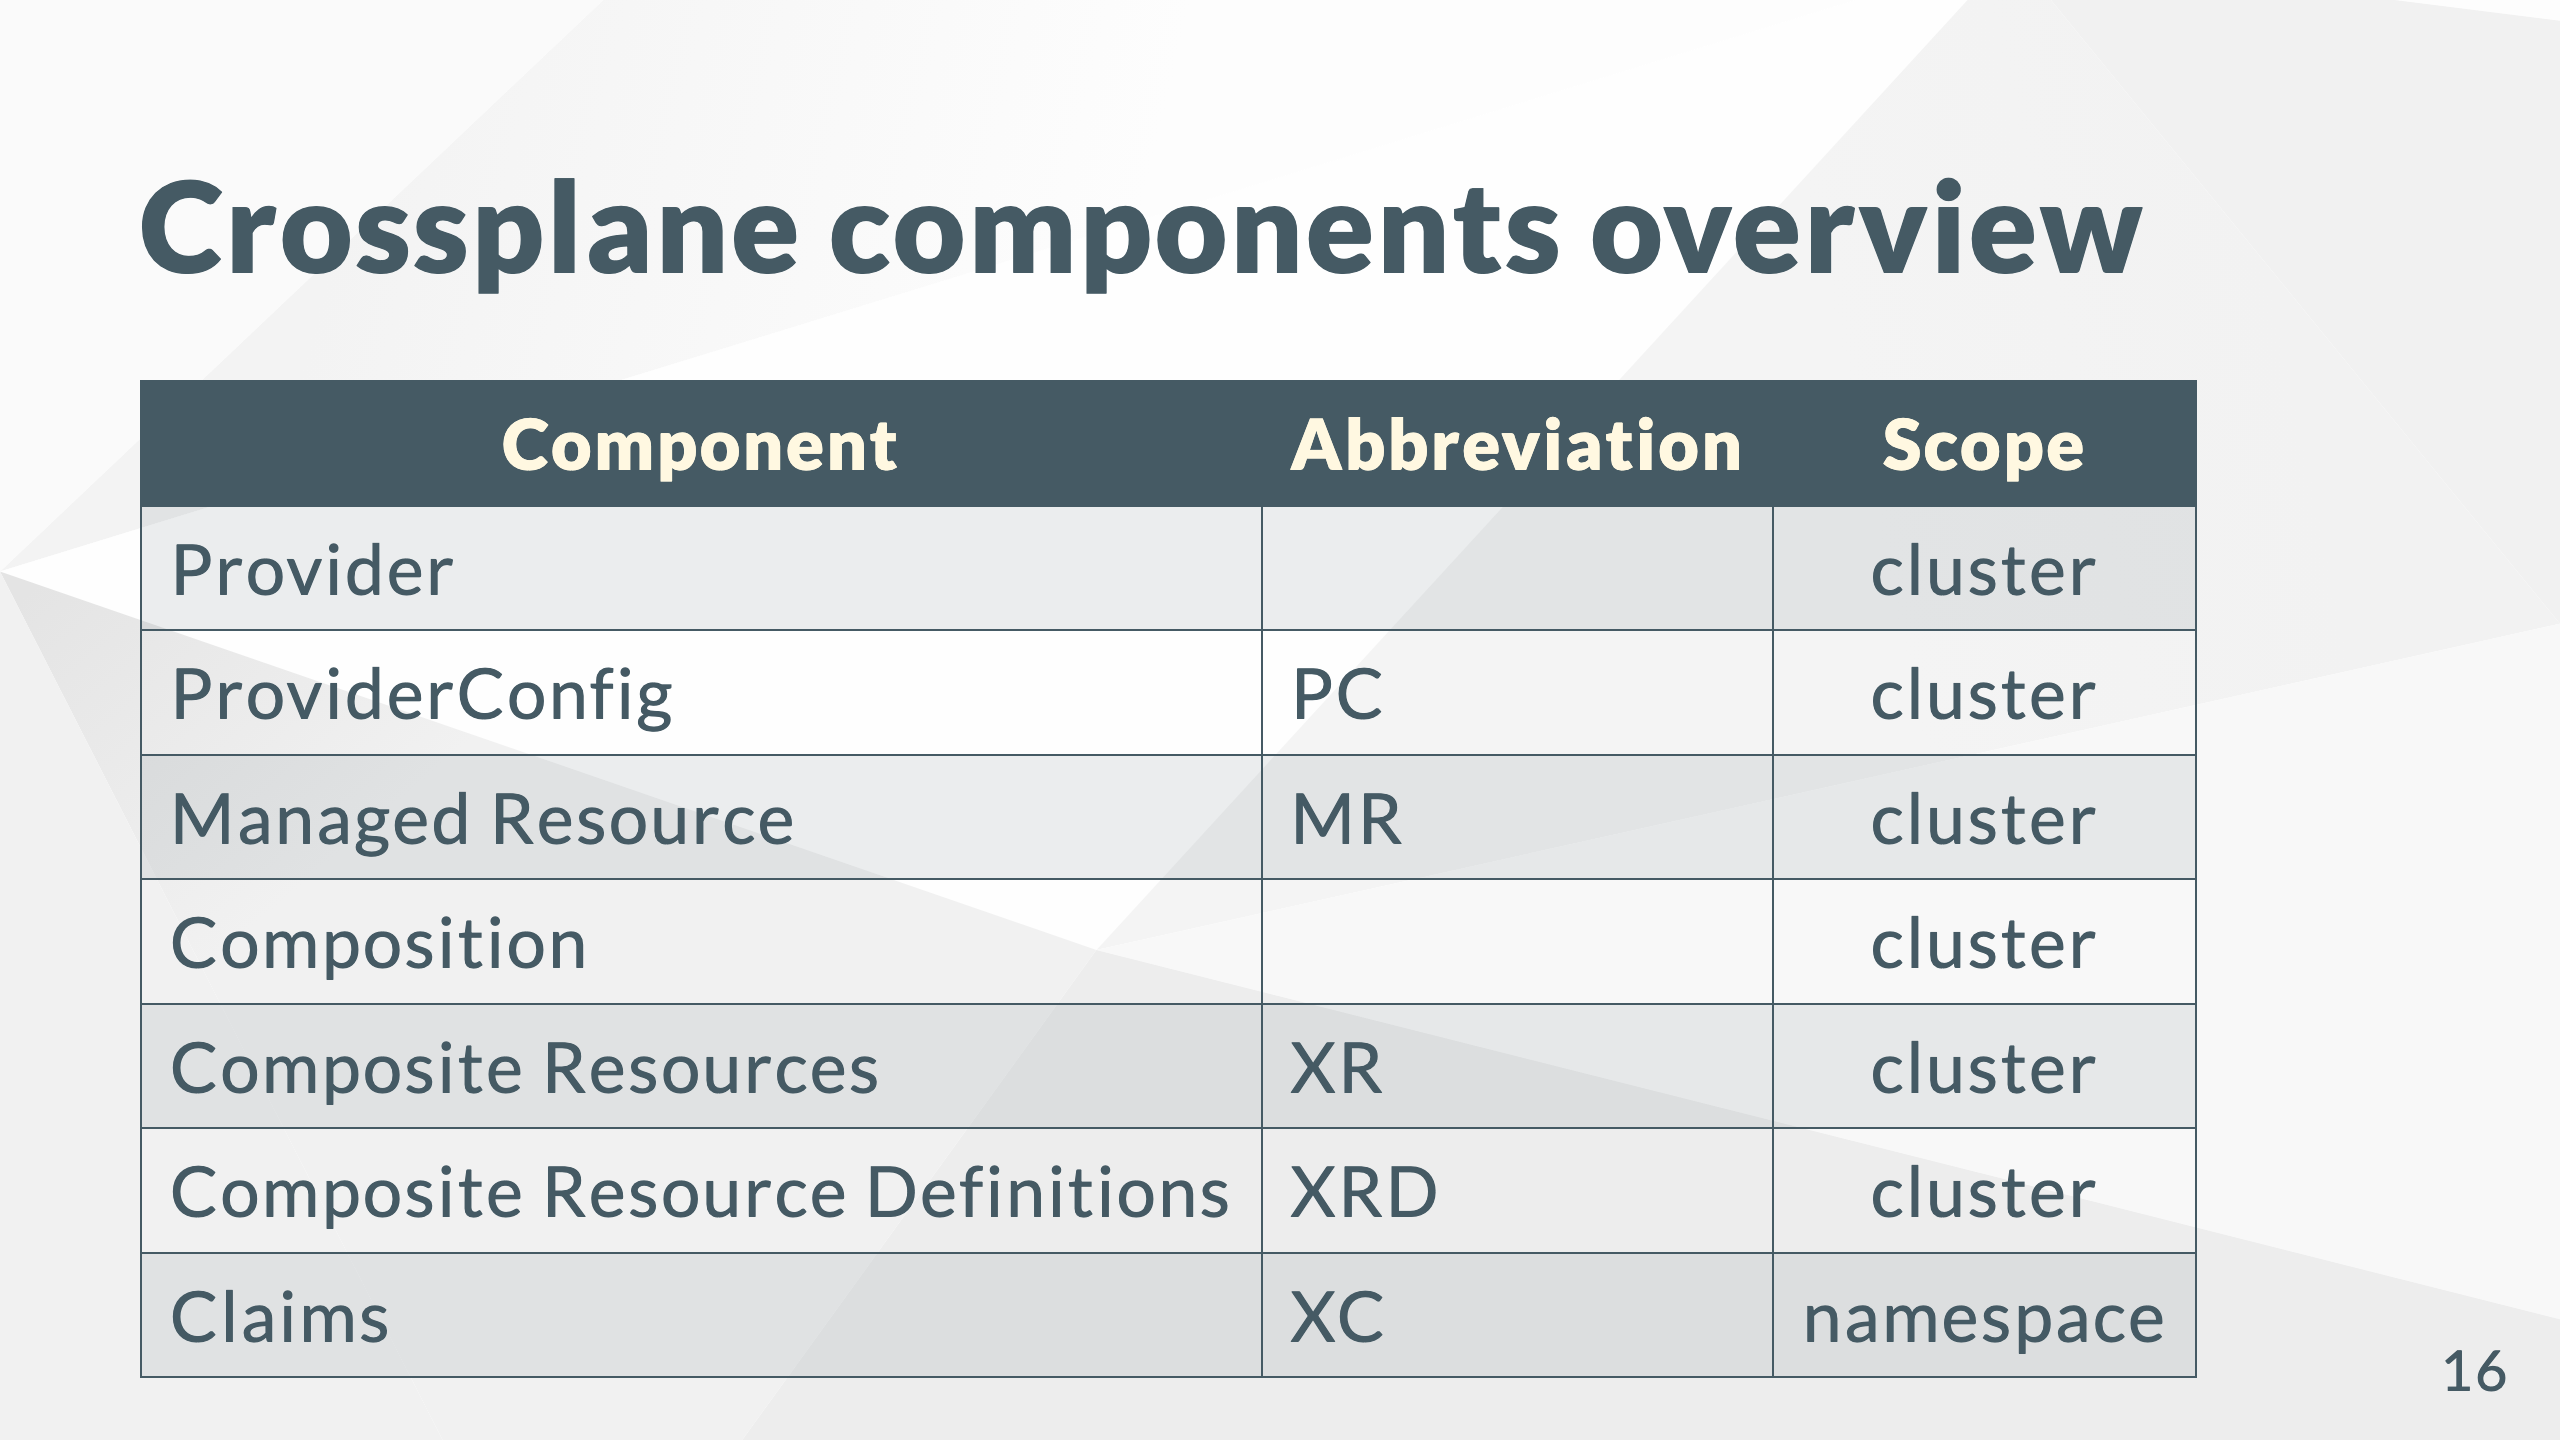 Crossplane components overview
Component Abbreviation Scope
Provider cluster
ProviderConfig PC cluster
Managed Resource MR cluster
Composition cluster
Composite Resources XR cluster
Composite Resource Definitions XRD cluster
Claims XC namespace
16